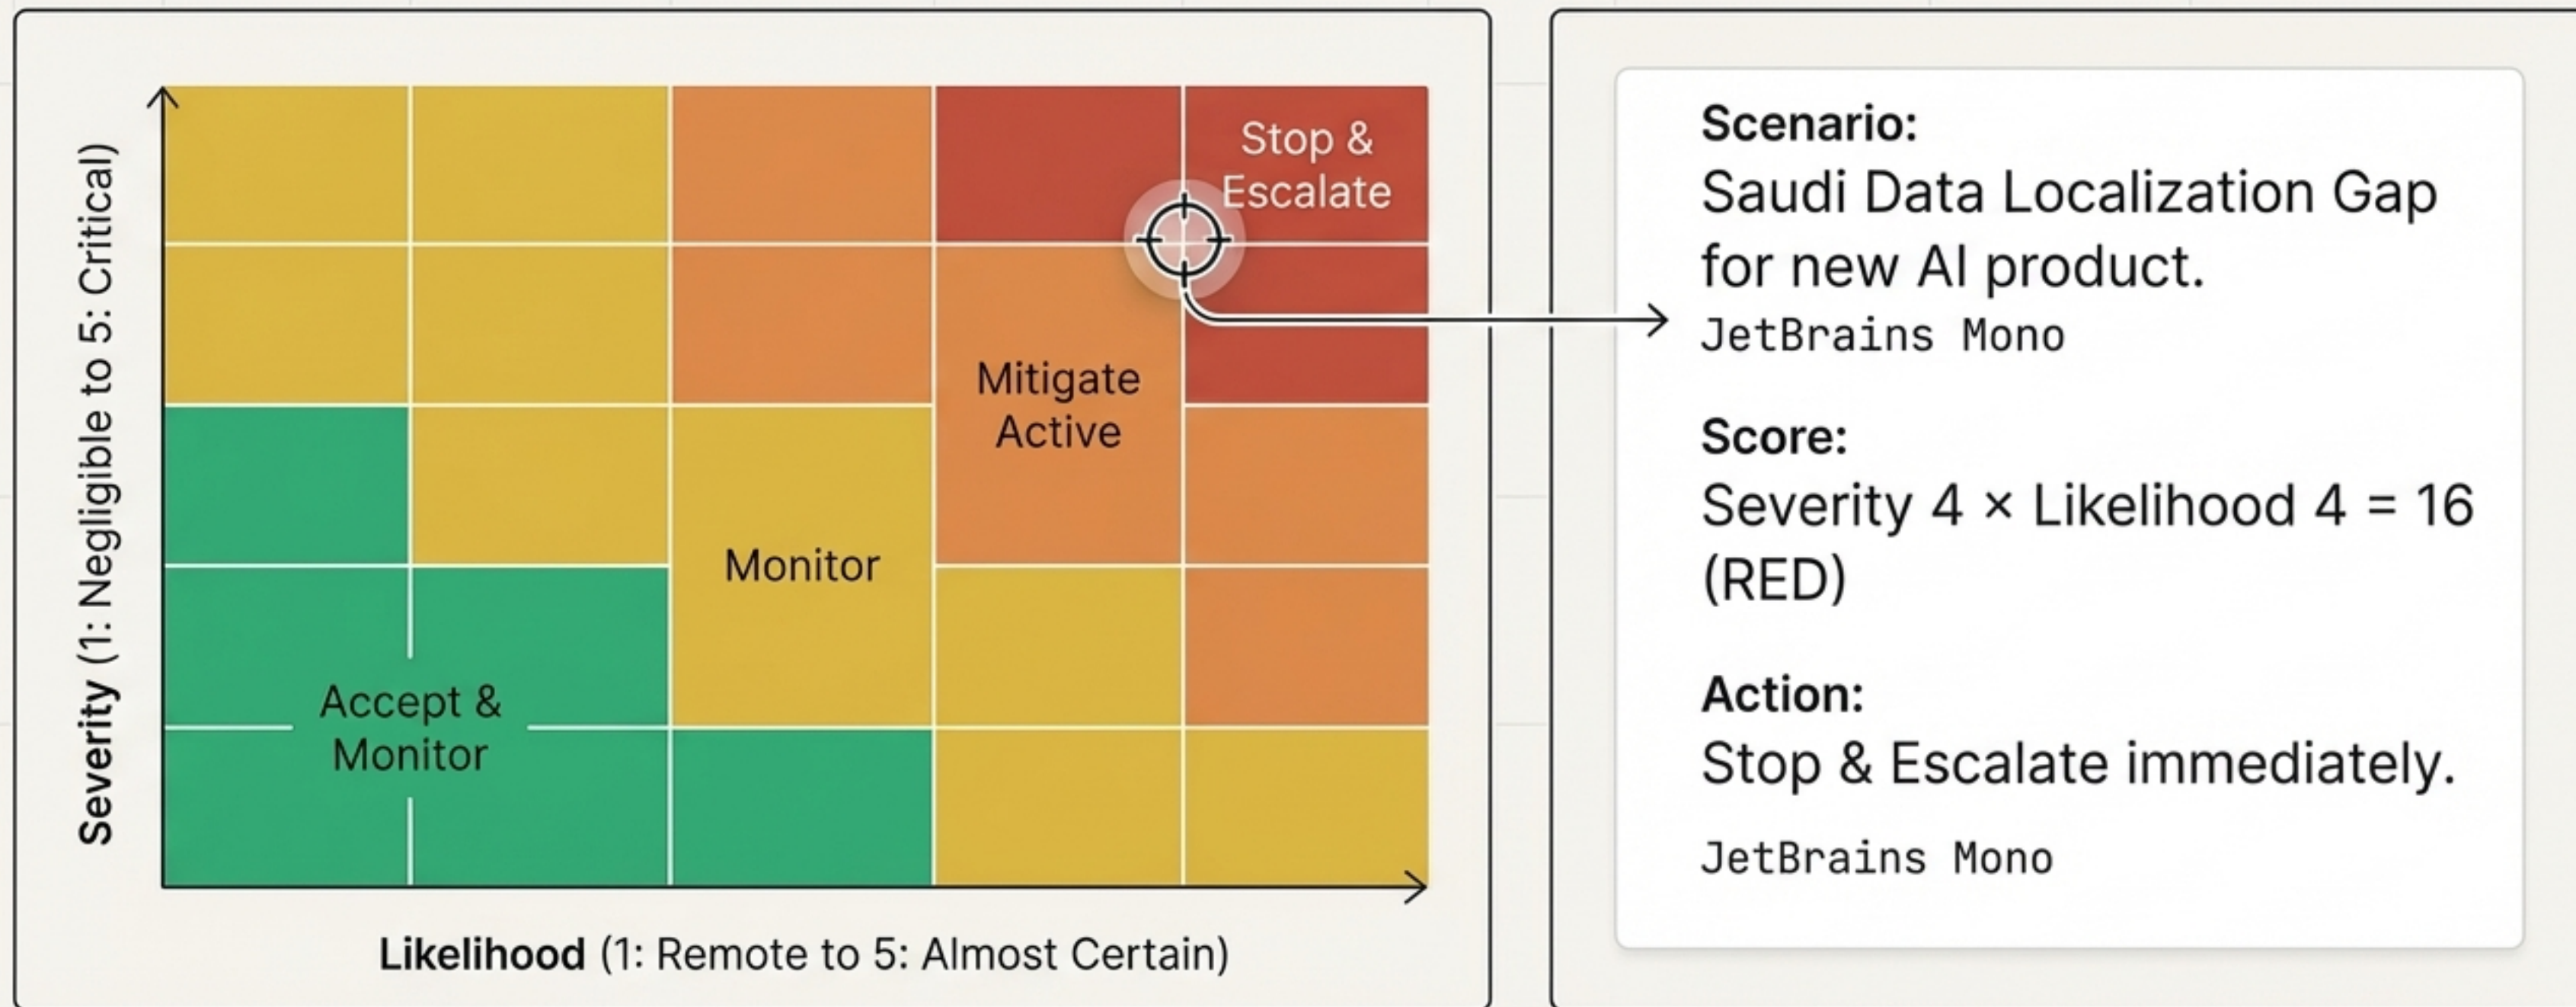 Severity (1: Negligible to 5: Critical)
Stop &
Escalate
Mitigate
Active
Monitor
Accept &
Monitor
Likelihood (1: Remote to 5: Almost Certain)
Scenario:
Saudi Data Localization Gap
for new AI product.
JetBrains Mono
Score:
Severity 4 × Likelihood 4 = 16
(RED)
Action:
Stop & Escalate immediately.
JetBrains Mono